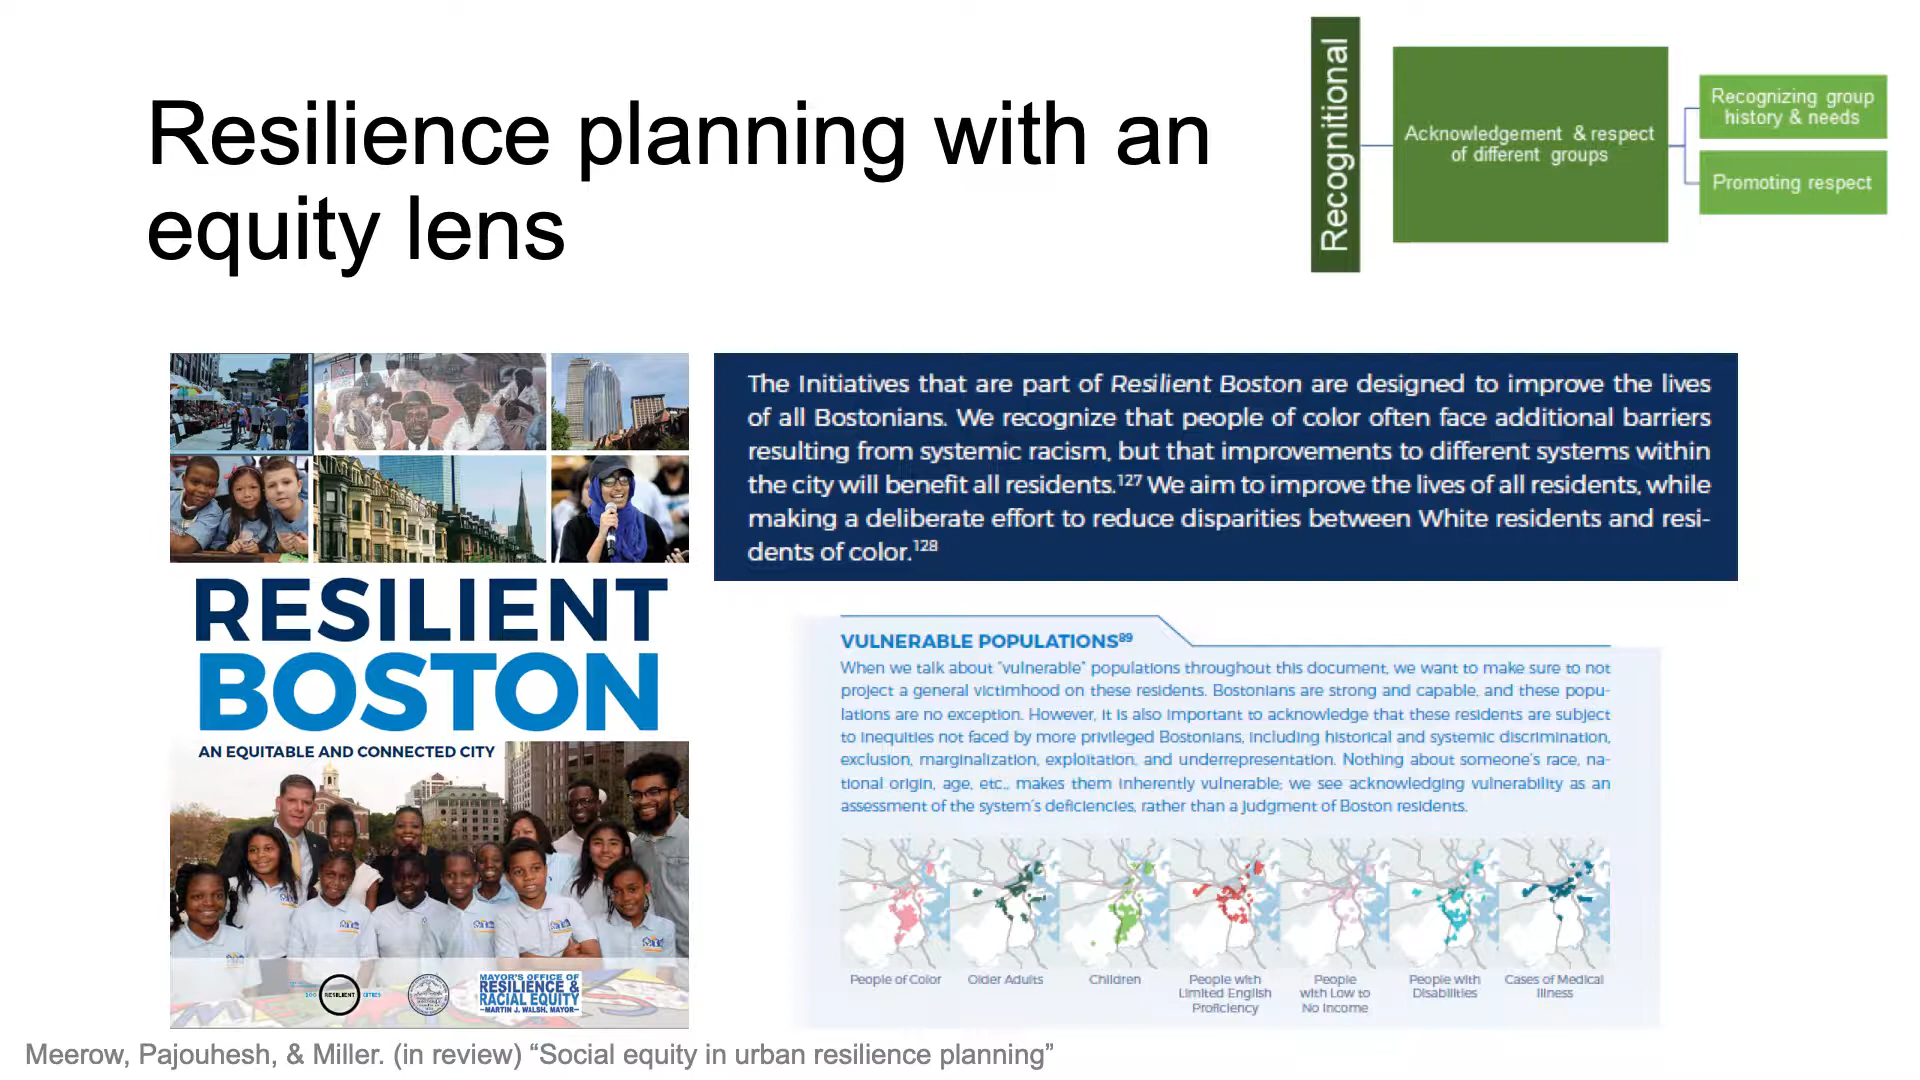 Resilience planning with an
equity lens
Recognitional
Acknowledgement & respect
of different groups
Recognizing group
history & needs
Promoting respect
The Initiatives that are part of Resilient Boston are designed to improve the lives
of all Bostonians. We recognize that people of color often face additional barriers
resulting from systemic racism, but that improvements to different systems within
the city will benefit all residents.127 We aim to improve the lives of all residents, while
making a deliberate effort to reduce disparities between White residents and resi-
dents of color.128
RESILIENT
BOSTON
AN EQUITABLE AND CONNECTED CITY
100 RESILIENT CITIES
MAYOR'S OFFICE OF
RESILIENCE &
RACIAL EQUITY
–MARTIN J. WALSH, MAYOR–
VULNERABLE POPULATIONS89
When we talk about "vulnerable" populations throughout this document, we want to make sure to not
project a general victimhood on these residents. Bostonians are strong and capable, and these popu-
lations are no exception. However, it is also important to acknowledge that these residents are subject
to inequities not faced by more privileged Bostonians, including historical and systemic discrimination,
exclusion, marginalization, exploitation, and underrepresentation. Nothing about someone's race, na-
tional origin, age, etc., makes them inherently vulnerable; we see acknowledging vulnerability as an
assessment of the system's deficiencies, rather than a judgment of Boston residents.
People of Color
Older Adults
Children
People with
Limited English
Proficiency
People
with Low to
No Income
People with
Disabilities
Cases of Medical
Illness
Meerow, Pajouhesh, & Miller. (in review) “Social equity in urban resilience planning”